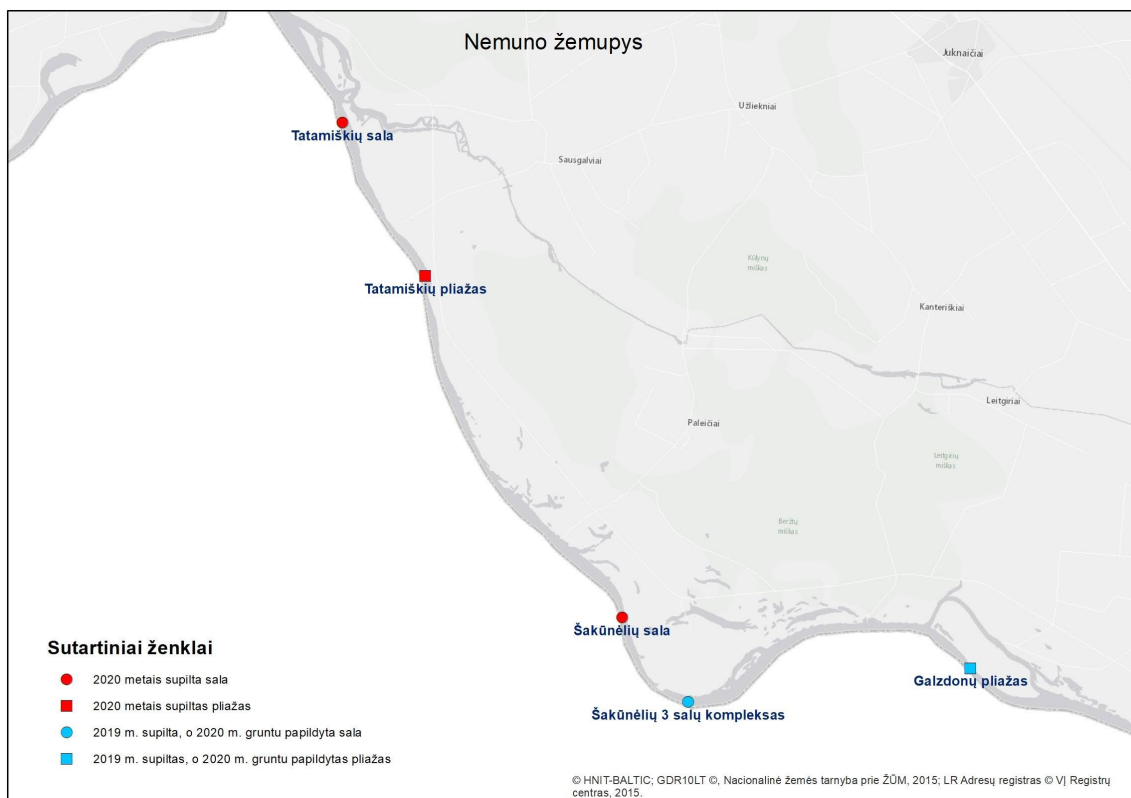 Nemuno žemupys
Juknaičiai
Užliekniai
Tatamiškių sala
Sausgalviai
Kūlynų
miškas
Tatamiškių pliažas
Kanteriškiai
Leitgiriai
Paleičiai
Leitgirių
miškas
Beržtų
miškas
Šakūnėlių sala
Galzdonų pliažas
Šakūnėlių 3 salų kompleksas
Sutartiniai ženklai
2020 metais supilta sala
2020 metais supiltas pliažas
2019 m. supilta, o 2020 m. gruntu papildyta sala
2019 m. supiltas, o 2020 m. gruntu papildytas pliažas
© HNIT-BALTIC; GDR10LT ©, Nacionalinė žemės tarnyba prie ŽŪM, 2015; LR Adresų registras © VĮ Registrų
centras, 2015.